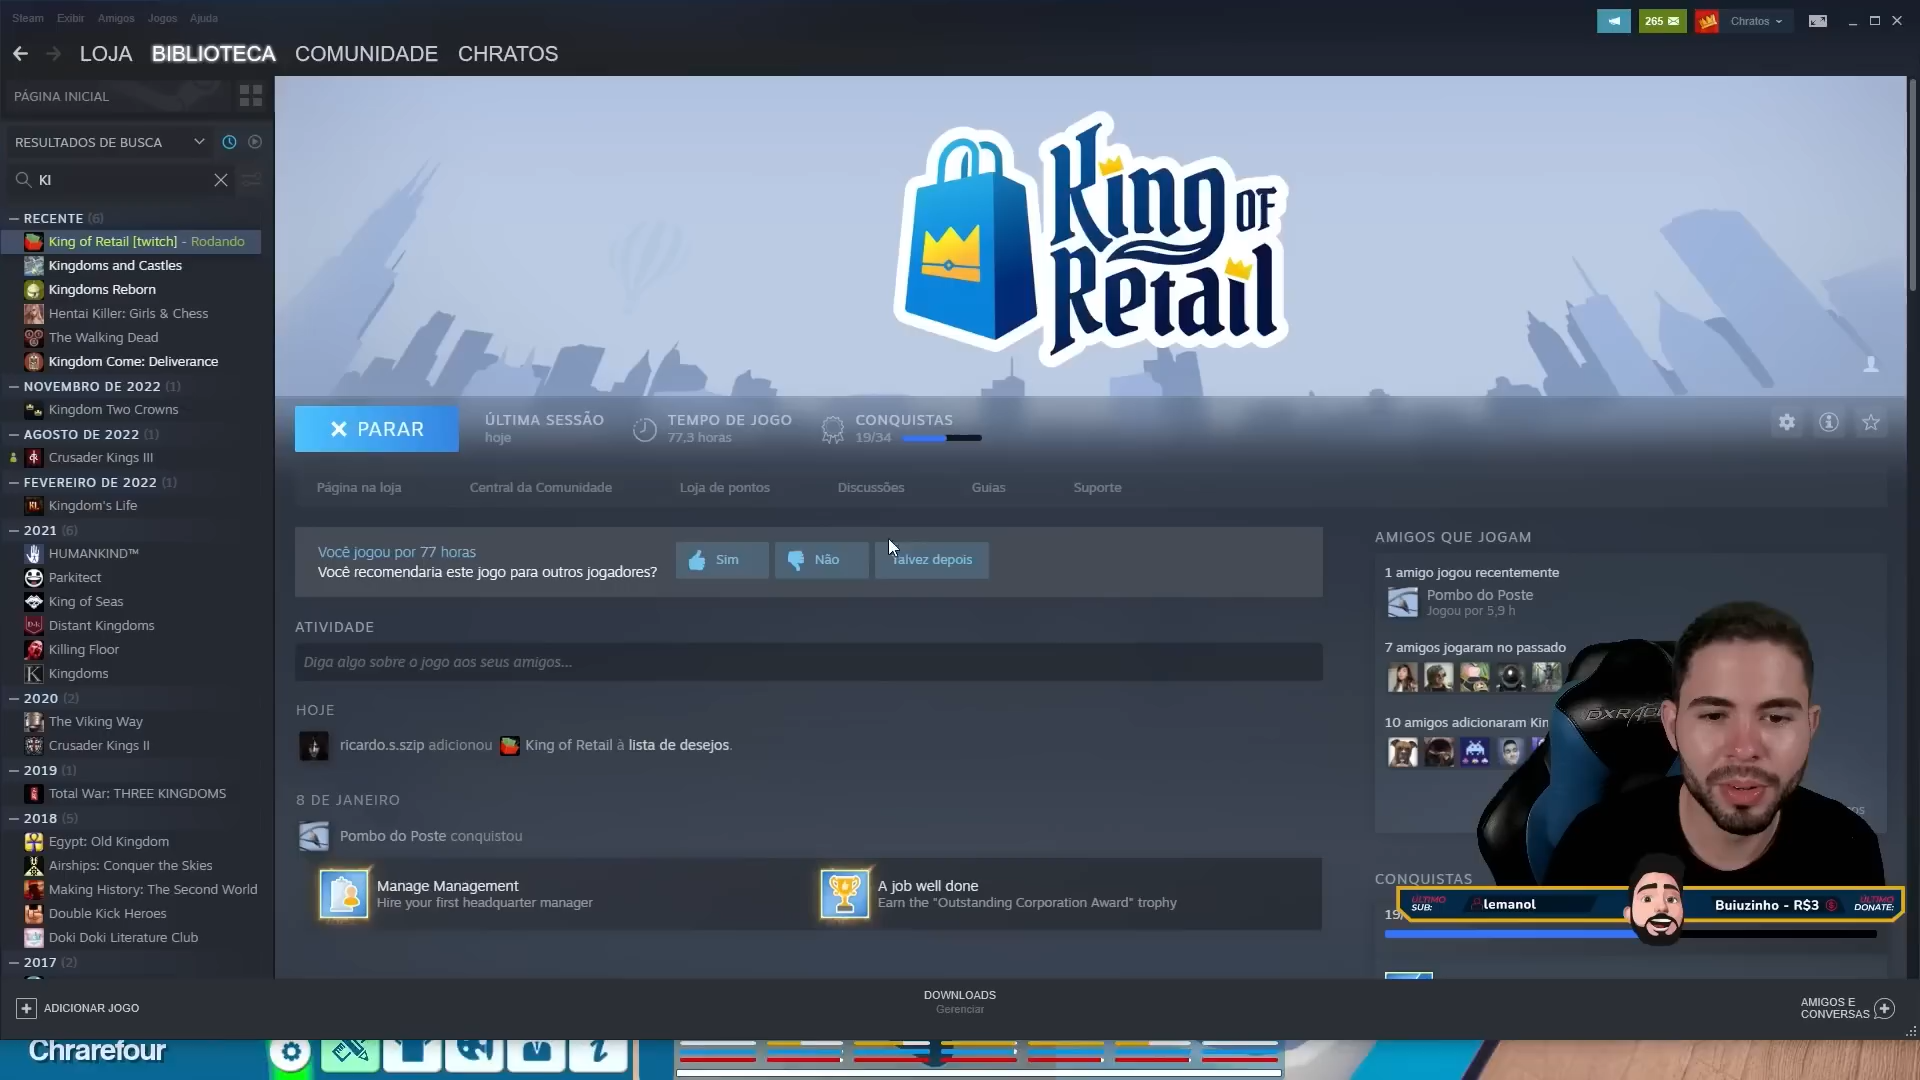 Steam Exibir Amigos Jogos Ajuda
265
Chratos
LOJA BIBLIOTECA COMUNIDADE CHRATOS
PÁGINA INICIAL
RESULTADOS DE BUSCA
KI
— RECENTE (6)
King of Retail [twitch] - Rodando
Kingdoms and Castles
Kingdoms Reborn
Hentai Killer: Girls & Chess
The Walking Dead
Kingdom Come: Deliverance
— NOVEMBRO DE 2022 (1)
Kingdom Two Crowns
— AGOSTO DE 2022 (1)
Crusader Kings III
— FEVEREIRO DE 2022 (1)
Kingdom's Life
— 2021 (6)
HUMANKIND™
Parkitect
King of Seas
Distant Kingdoms
Killing Floor
Kingdoms
— 2020 (2)
The Viking Way
Crusader Kings II
— 2019 (1)
Total War: THREE KINGDOMS
— 2018 (5)
Egypt: Old Kingdom
Airships: Conquer the Skies
Making History: The Second World
Double Kick Heroes
Doki Doki Literature Club
— 2017 (2)
ADICIONAR JOGO
King OF
Retail
PARAR
ÚLTIMA SESSÃO
hoje
TEMPO DE JOGO
77,3 horas
CONQUISTAS
19/34
Página na loja Central da Comunidade Loja de pontos Discussões Guias Suporte
Você jogou por 77 horas
Você recomendaria este jogo para outros jogadores?
Sim Não Talvez depois
ATIVIDADE
Diga algo sobre o jogo aos seus amigos...
HOJE
ricardo.s.szip adicionou King of Retail à lista de desejos.
8 DE JANEIRO
Pombo do Poste conquistou
Manage Management
Hire your first headquarter manager
A job well done
Earn the "Outstanding Corporation Award" trophy
AMIGOS QUE JOGAM
1 amigo jogou recentemente
Pombo do Poste
Jogou por 5,9 h
7 amigos jogaram no passado
10 amigos adicionaram Kin
DXRACE
CONQUISTAS
19/
ÚLTIMO
SUB:
lemanol
Buiuzinho - R$3
ÚLTIMO
DONATE:
DOWNLOADS
Gerenciar
AMIGOS E
CONVERSAS
Chrarefour